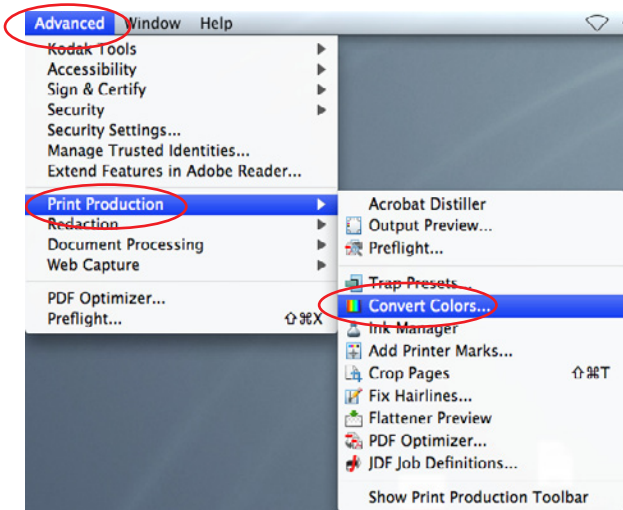 Advanced Window Help
Kodak Tools
Accessibility
Sign & Certify
Security
Security Settings...
Manage Trusted Identities...
Extend Features in Adobe Reader...
Print Production
Redaction
Document Processing
Web Capture
PDF Optimizer...
Preflight... ⇧⌘X
Acrobat Distiller
Output Preview...
Preflight...
Trap Presets...
Convert Colors...
Ink Manager
Add Printer Marks...
Crop Pages ⇧⌘T
Fix Hairlines...
Flattener Preview
PDF Optimizer...
JDF Job Definitions...
Show Print Production Toolbar